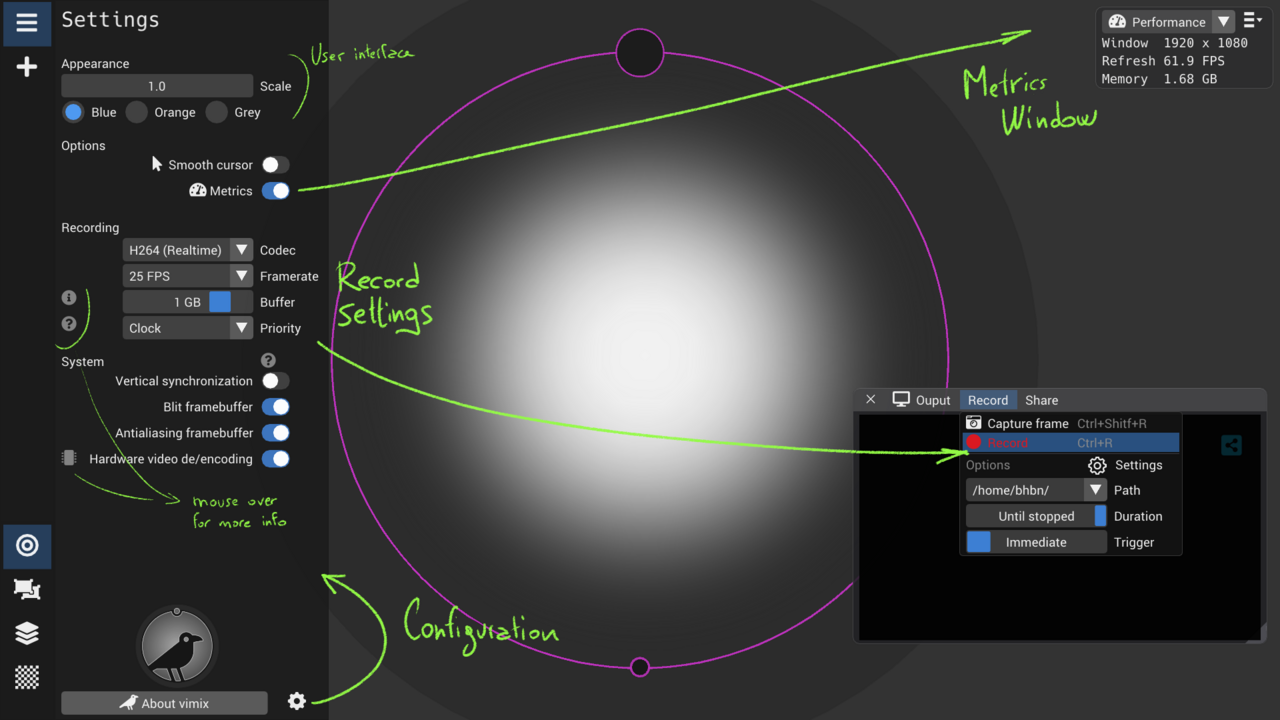 Settings
Appearance
1.0 Scale
Blue Orange Grey
User interface
Options
Smooth cursor
Metrics
Recording
H264 (Realtime) Codec
25 FPS Framerate
1 GB Buffer
Clock Priority
System
Vertical synchronization
Blit framebuffer
Antialiasing framebuffer
Hardware video de/encoding
mouse over
for more info
About vimix
Record
settings
Configuration
Performance
Window 1920 x 1080
Refresh 61.9 FPS
Memory 1.68 GB
Metrics
Window
Ouput Record Share
Capture frame Ctrl+Shitf+R
Record Ctrl+R
Options Settings
/home/bhbn/ Path
Until stopped Duration
Immediate Trigger